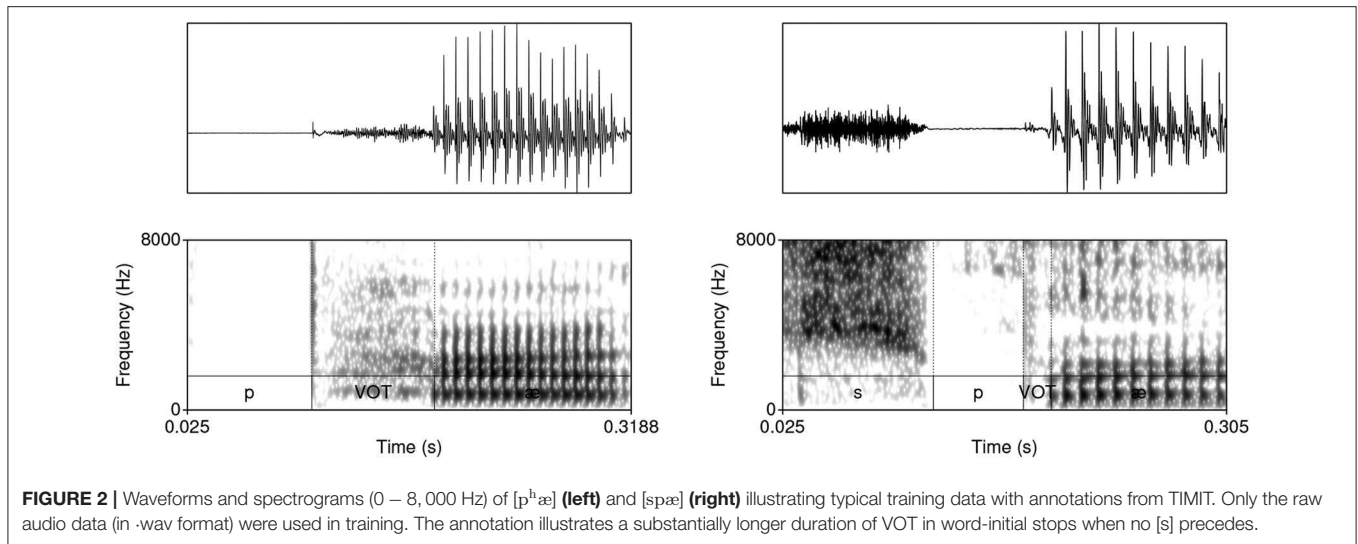 8000
Frequency (Hz)
0
p
VOT
æ
0.025
0.3188
Time (s)
8000
Frequency (Hz)
0
s
p
VOT
æ
0.025
0.305
Time (s)
FIGURE 2 | Waveforms and spectrograms (0 – 8, 000 Hz) of [pʰæ] (left) and [spæ] (right) illustrating typical training data with annotations from TIMIT. Only the raw
audio data (in ·wav format) were used in training. The annotation illustrates a substantially longer duration of VOT in word-initial stops when no [s] precedes.